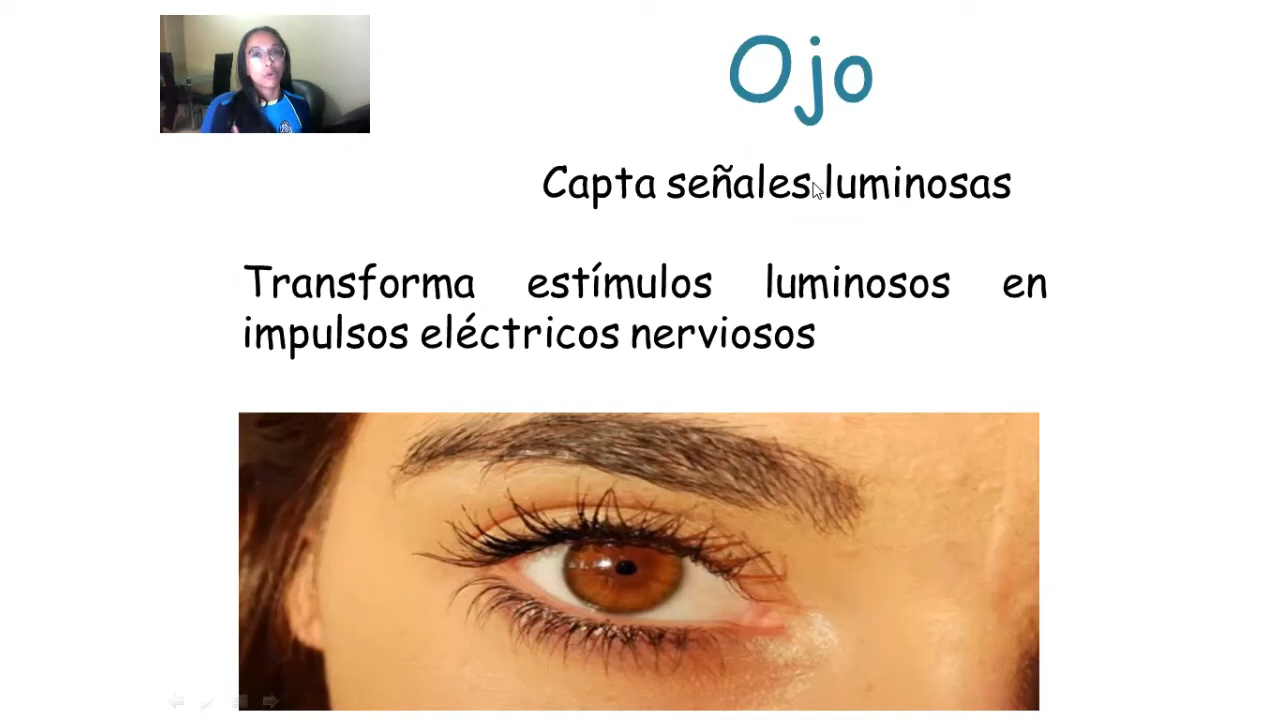 Ojo
Capta señales luminosas
Transforma estímulos luminosos en
impulsos eléctricos nerviosos